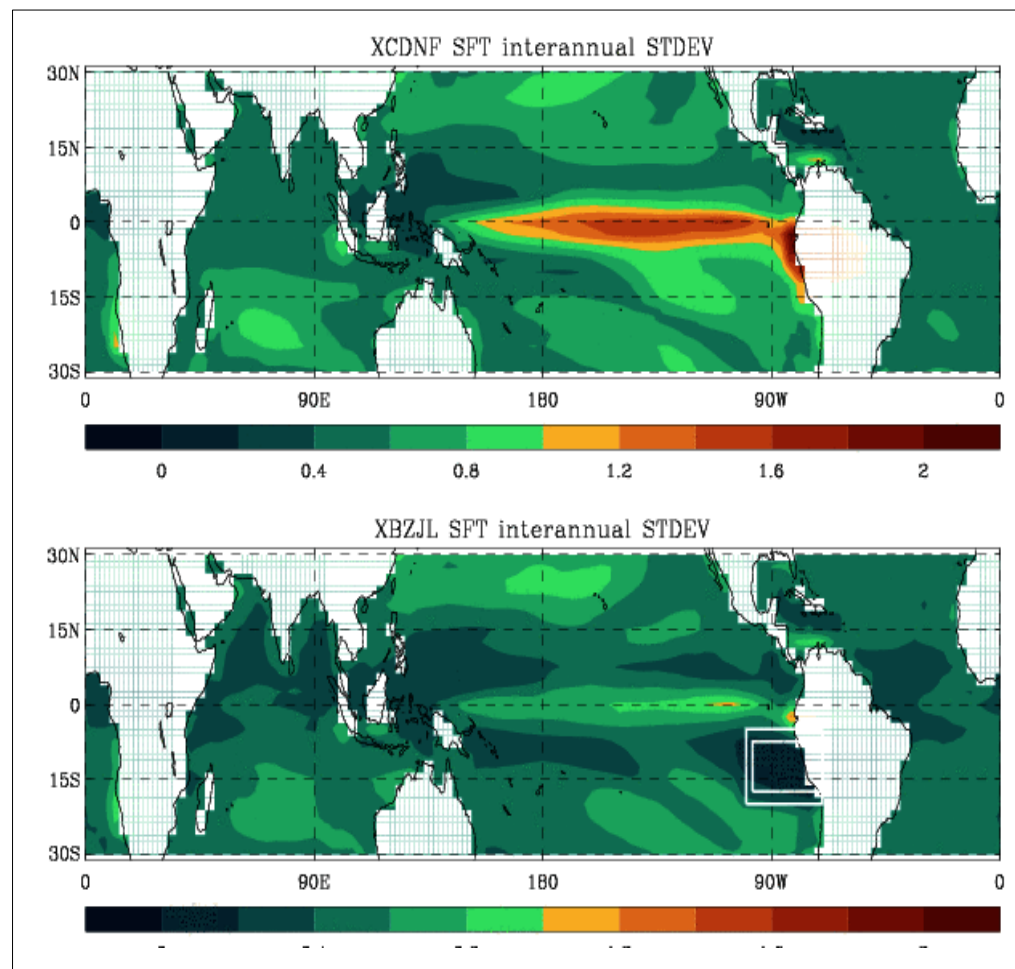 XCDNF SFT interannual STDEV
30N
15N
0
15S
30S
0 90E 180 90W 0
0 0.4 0.8 1.2 1.6 2
XBZJL SFT interannual STDEV
30N
15N
0
15S
30S
0 90E 180 90W 0